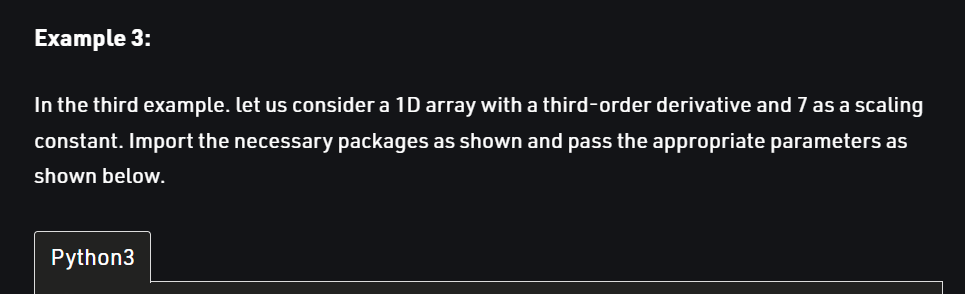 Example 3:
In the third example. let us consider a 1D array with a third-order derivative and 7 as a scaling
constant. Import the necessary packages as shown and pass the appropriate parameters as
shown below.
Python3